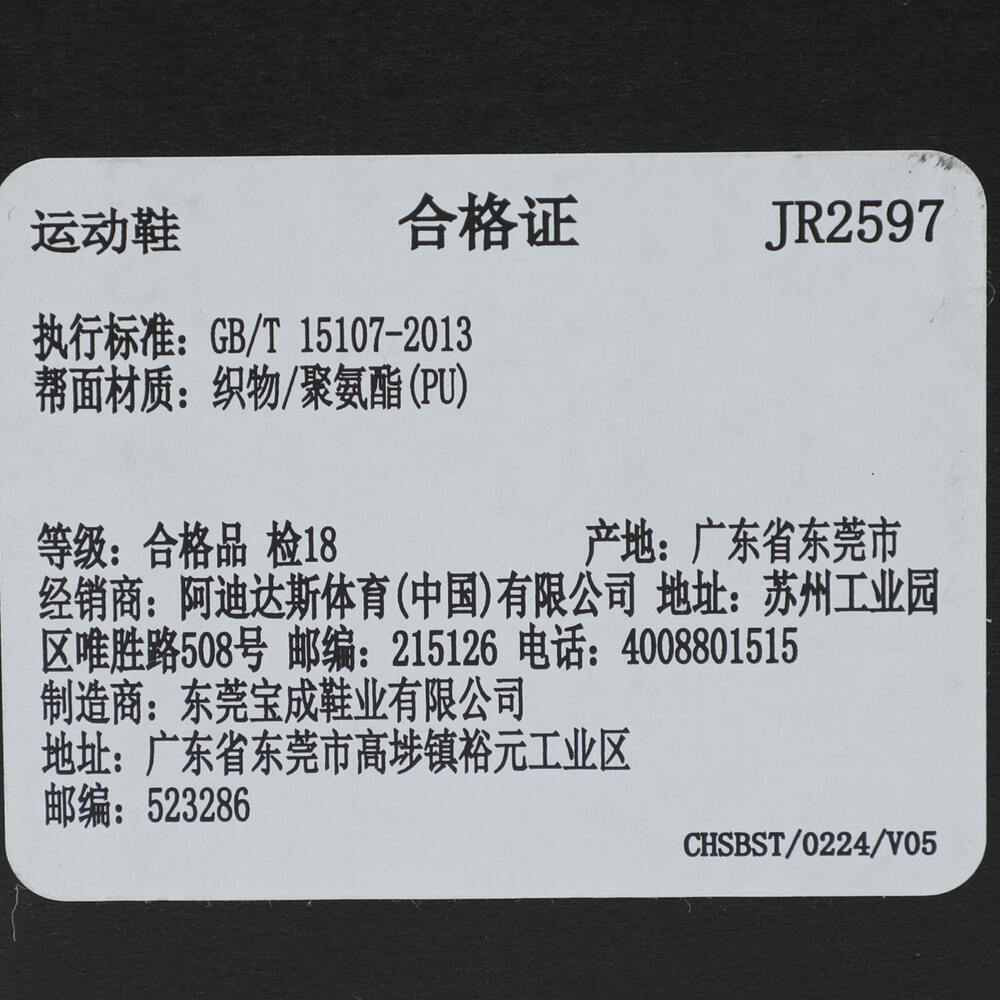 运动鞋 合格证 JR2597
执行标准: GB/T 15107-2013
帮面材质: 织物/聚氨酯(PU)
等级: 合格品 检18 产地: 广东省东莞市
经销商: 阿迪达斯体育(中国)有限公司 地址: 苏州工业园
区唯胜路508号 邮编: 215126 电话: 4008801515
制造商: 东莞宝成鞋业有限公司
地址: 广东省东莞市高埗镇裕元工业区
邮编: 523286
CHSBST/0224/V05